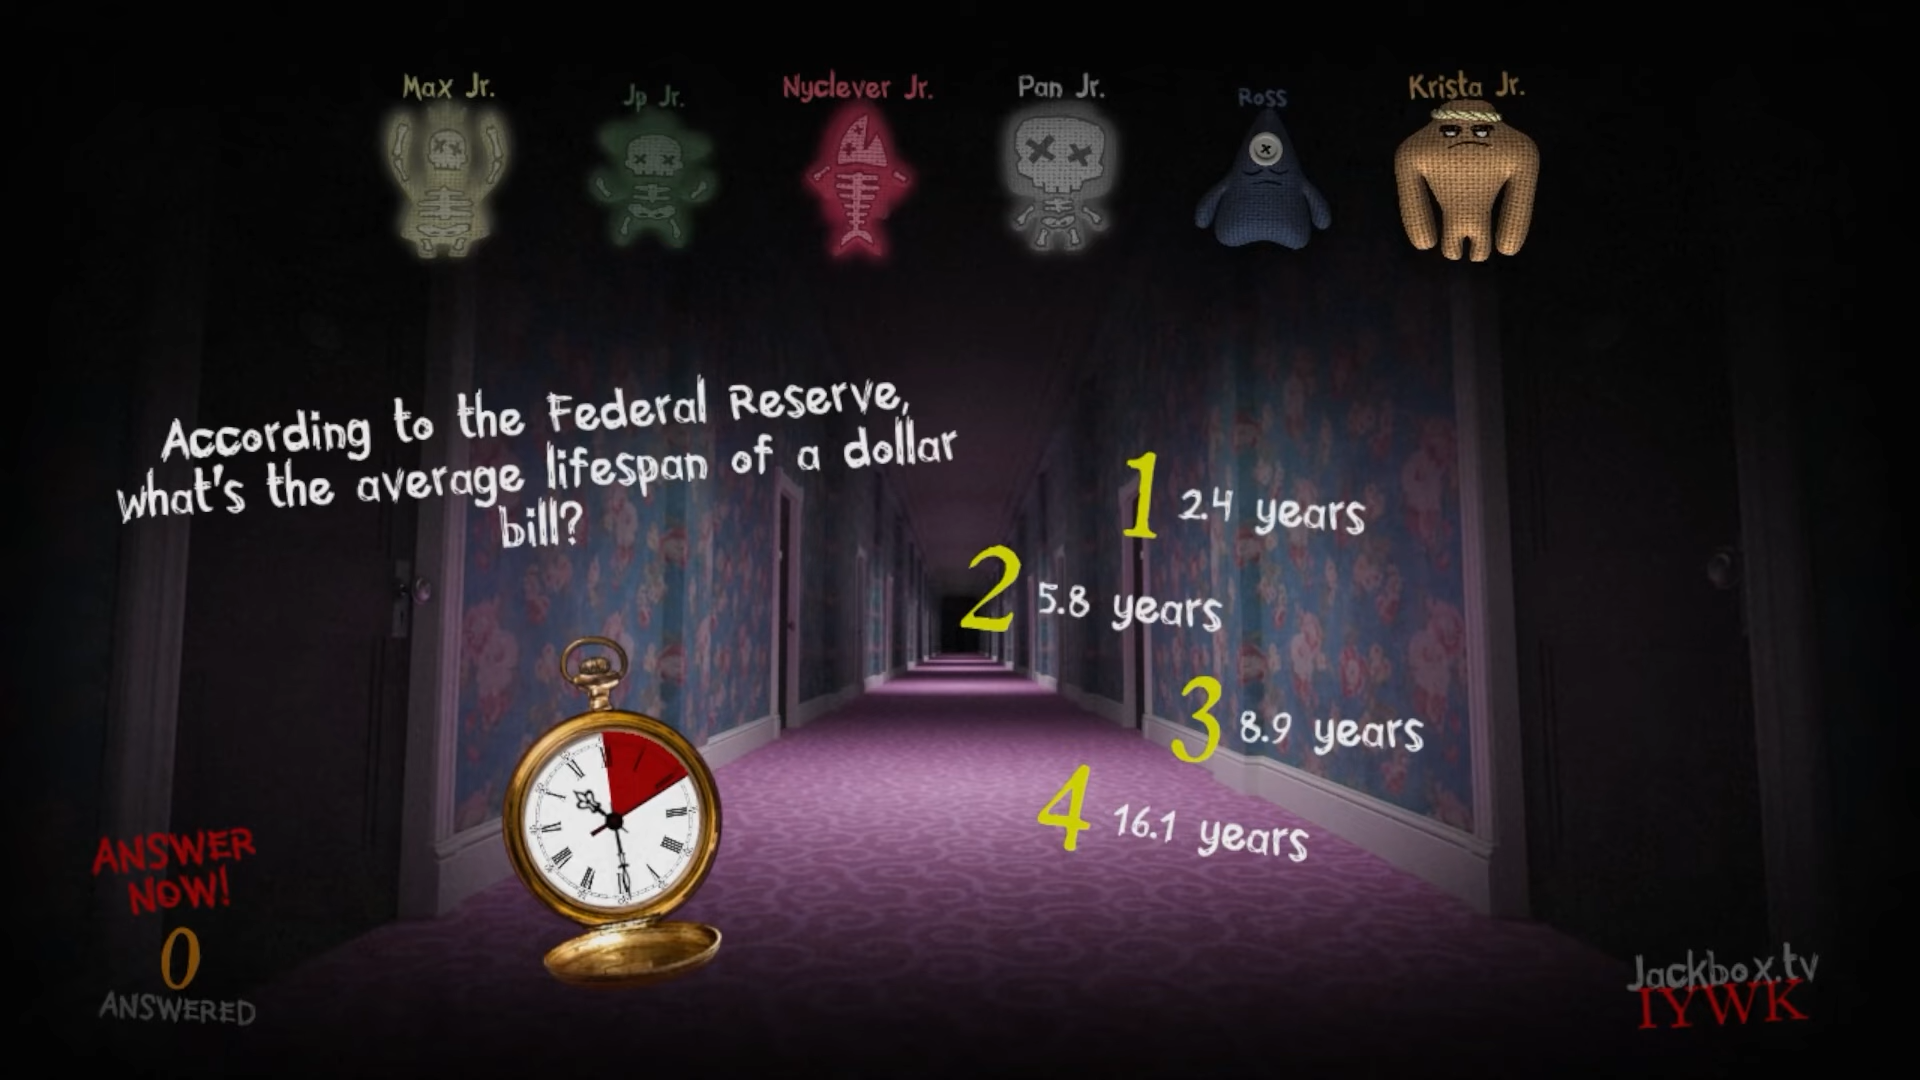 Max Jr.
Jp Jr.
Nyclever Jr.
Pan Jr.
Ross
Krista Jr.
According to the Federal Reserve,
what's the average lifespan of a dollar
bill?
1 2.4 years
2 5.8 years
3 8.9 years
4 16.1 years
ANSWER
NOW!
0
ANSWERED
Jackbox.tv
IYWK